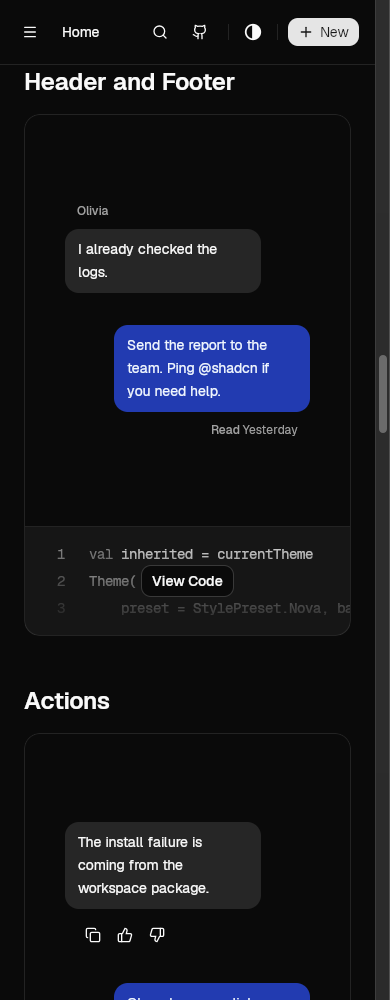 Home
New
Header and Footer
Olivia
I already checked the
logs.
Send the report to the
team. Ping @shadcn if
you need help.
Read Yesterday
1 val inherited = currentTheme
2 Theme(
View Code
3 preset = StylePreset.Nova, ba
Actions
The install failure is
coming from the
workspace package.